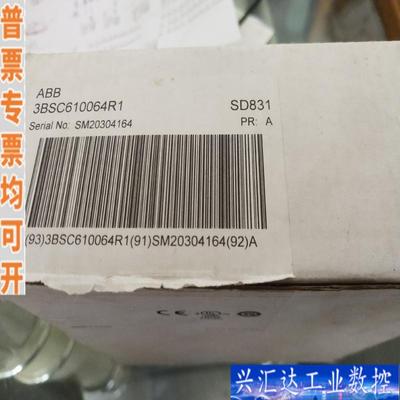 普票专票均可开
ABB
3BSC610064R1 SD831
Serial No: SM20304164 PR: A
(93)3BSC610064R1(91)SM20304164(92)A
CE
兴汇达工业数控